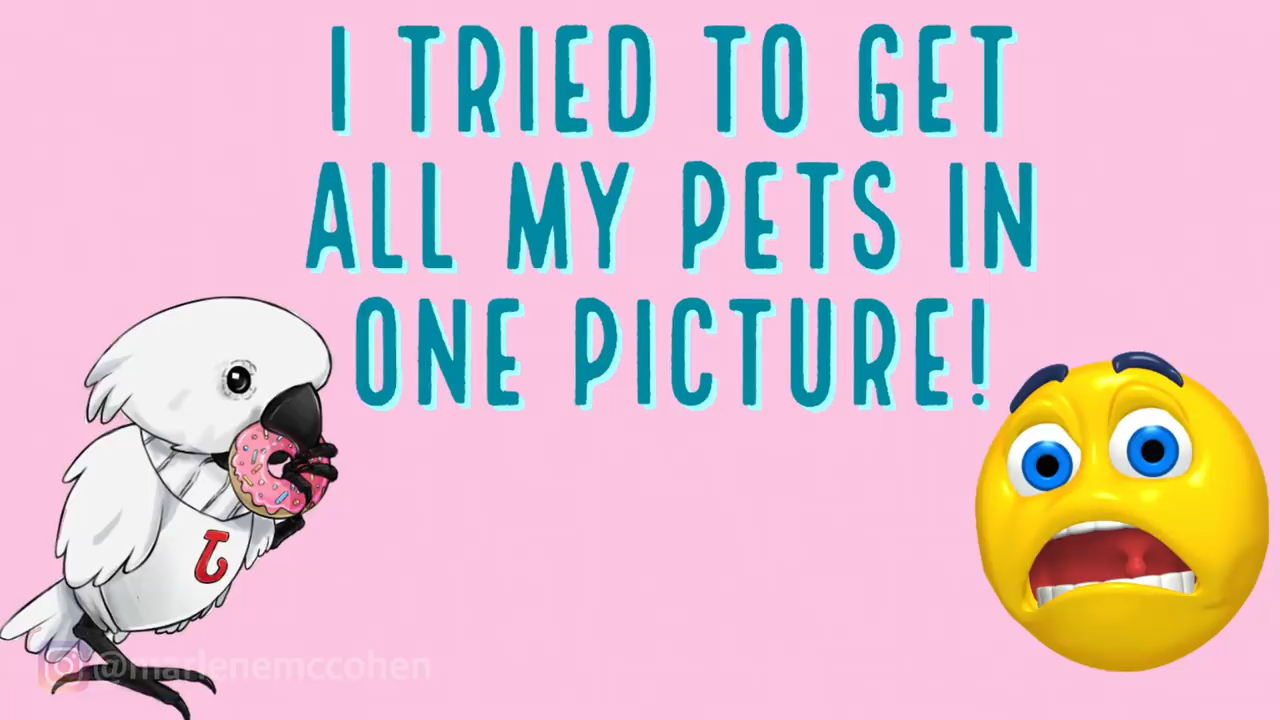 I TRIED TO GET
ALL MY PETS IN
ONE PICTURE!
J
@marlenemccohen